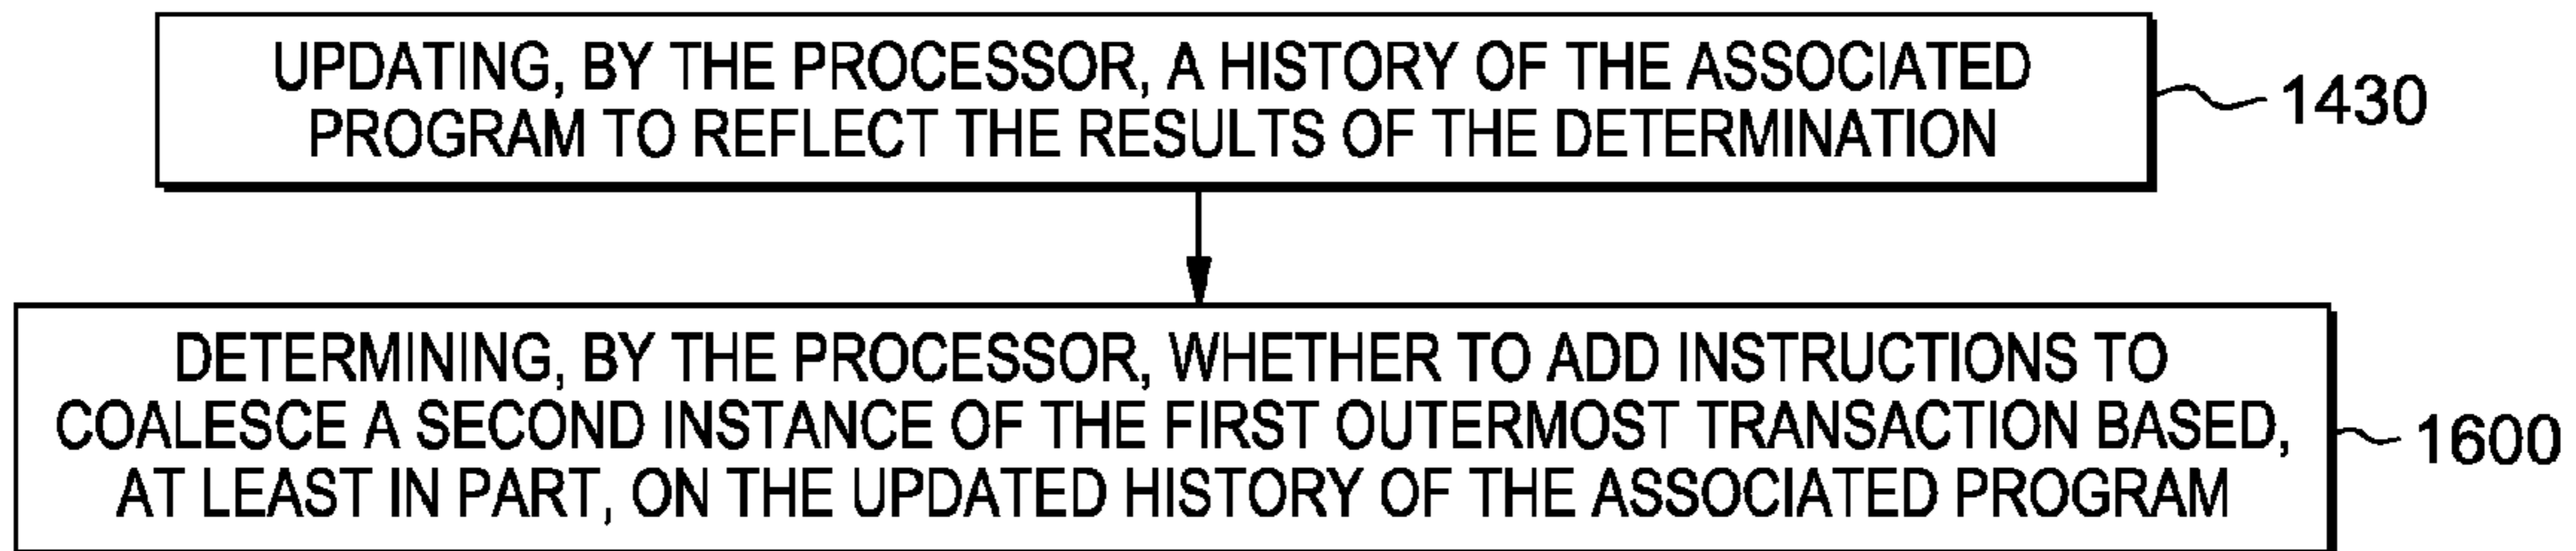 UPDATING, BY THE PROCESSOR, A HISTORY OF THE ASSOCIATED
PROGRAM TO REFLECT THE RESULTS OF THE DETERMINATION
1430
DETERMINING, BY THE PROCESSOR, WHETHER TO ADD INSTRUCTIONS TO
COALESCE A SECOND INSTANCE OF THE FIRST OUTERMOST TRANSACTION BASED,
AT LEAST IN PART, ON THE UPDATED HISTORY OF THE ASSOCIATED PROGRAM
1600